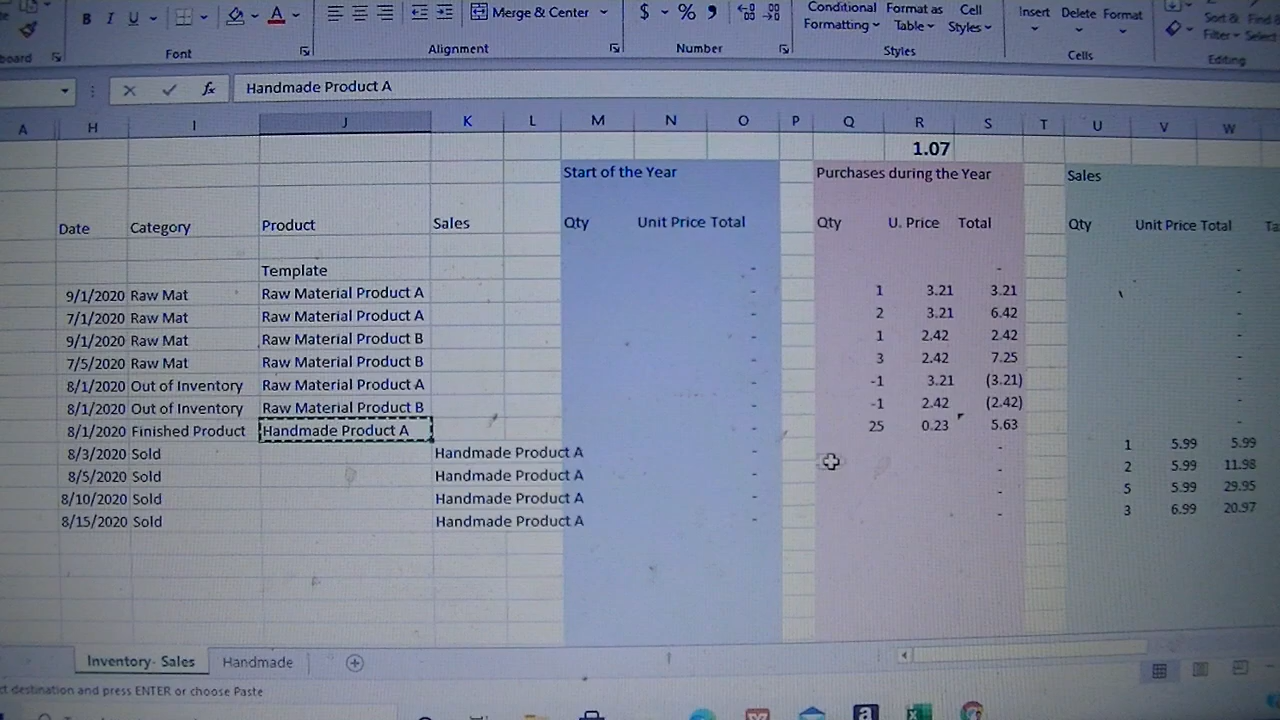 B I U A Merge & Center $ % , Conditional Formatting Format as Table Cell Styles Insert Delete Format Sort & Filter Find & Select
Font Alignment Number Styles Cells Editing
fx Handmade Product A
A H I J K L M N O P Q R S T U V W
1.07
Start of the Year Purchases during the Year Sales
Date Category Product Sales Qty Unit Price Total Qty U. Price Total Qty Unit Price Total
Template - - -
9/1/2020 Raw Mat Raw Material Product A - 1 3.21 3.21 -
7/1/2020 Raw Mat Raw Material Product A - 2 3.21 6.42 -
9/1/2020 Raw Mat Raw Material Product B - 1 2.42 2.42 -
7/5/2020 Raw Mat Raw Material Product B - 3 2.42 7.25 -
8/1/2020 Out of Inventory Raw Material Product A - -1 3.21 (3.21) -
8/1/2020 Out of Inventory Raw Material Product B - -1 2.42 (2.42) -
8/1/2020 Finished Product Handmade Product A - 25 0.23 5.63 -
8/3/2020 Sold Handmade Product A - - 1 5.99 5.99
8/5/2020 Sold Handmade Product A - - 2 5.99 11.98
8/10/2020 Sold Handmade Product A - - 5 5.99 29.95
8/15/2020 Sold Handmade Product A - - 3 6.99 20.97
Inventory- Sales Handmade
destination and press ENTER or choose Paste